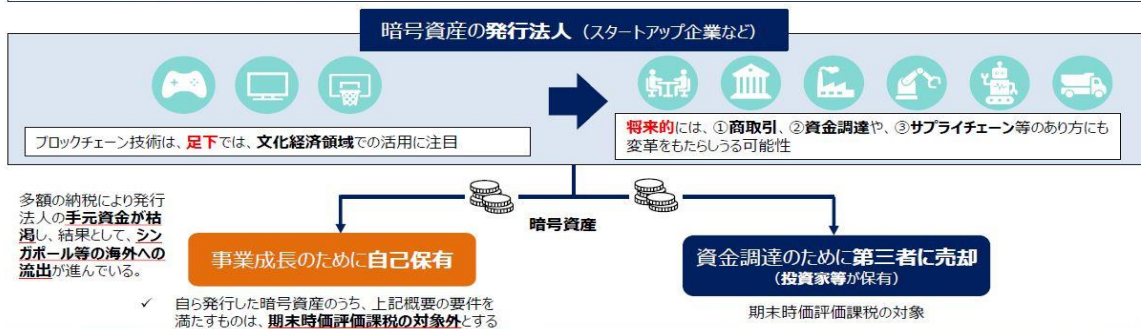 暗号資産の発行法人（スタートアップ企業など）
ブロックチェーン技術は、足下では、文化経済領域での活用に注目
将来的には、①商取引、②資金調達や、③サプライチェーン等のあり方にも
変革をもたらしうる可能性
多額の納税により発行
法人の手元資金が枯
渇し、結果として、シン
ガポール等の海外への
流出が進んでいる。
暗号資産
事業成長のために自己保有
資金調達のために第三者に売却
（投資家等が保有）
✓ 自ら発行した暗号資産のうち、上記概要の要件を
満たすものは、期末時価評価課税の対象外とする
期末時価評価課税の対象